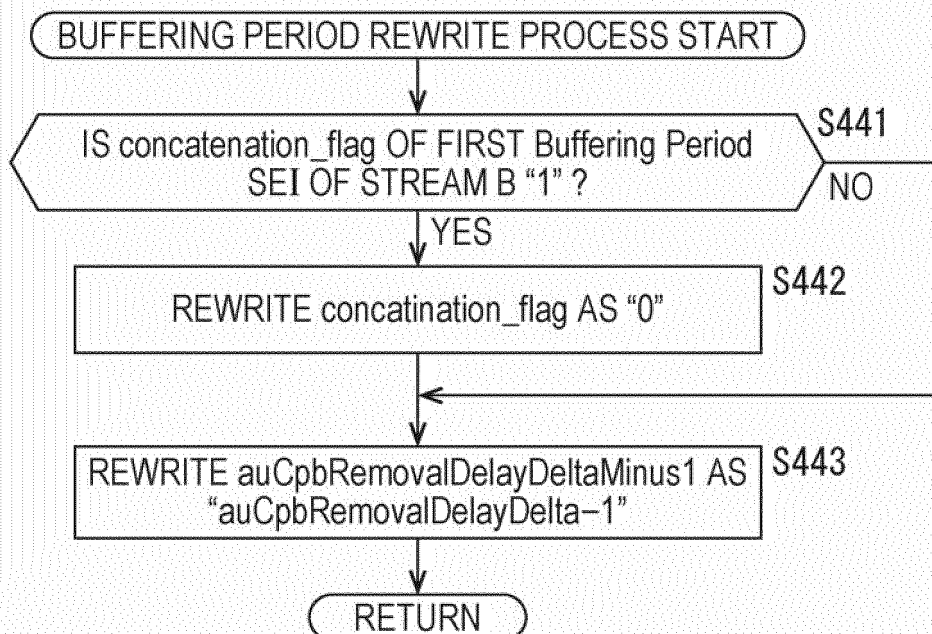 BUFFERING PERIOD REWRITE PROCESS START
S441
IS concatenation_flag OF FIRST Buffering Period
SEI OF STREAM B “1” ?
NO
YES
S442
REWRITE concatination_flag AS “0”
S443
REWRITE auCpbRemovalDelayDeltaMinus1 AS
“auCpbRemovalDelayDelta−1”
RETURN